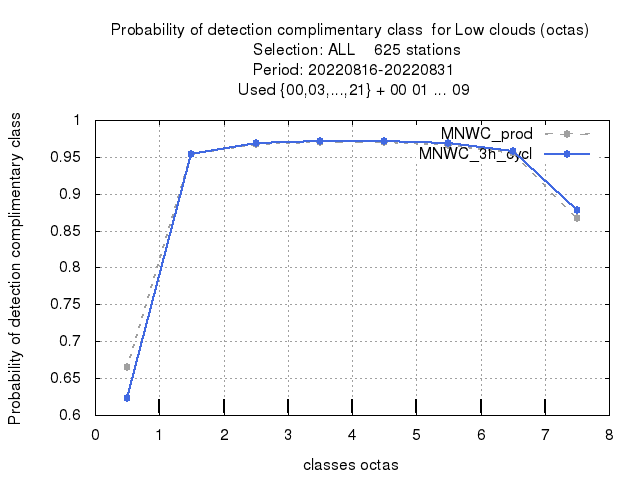 Probability of detection complimentary class  for Low clouds (octas)
Selection: ALL    625 stations
Period: 20220816-20220831
Used {00,03,...,21} + 00 01 ... 09
Probability of detection complimentary class
MNWC_prod
MNWC_3h_cycl
1
0.95
0.9
0.85
0.8
0.75
0.7
0.65
0.6
0 1 2 3 4 5 6 7 8
classes octas